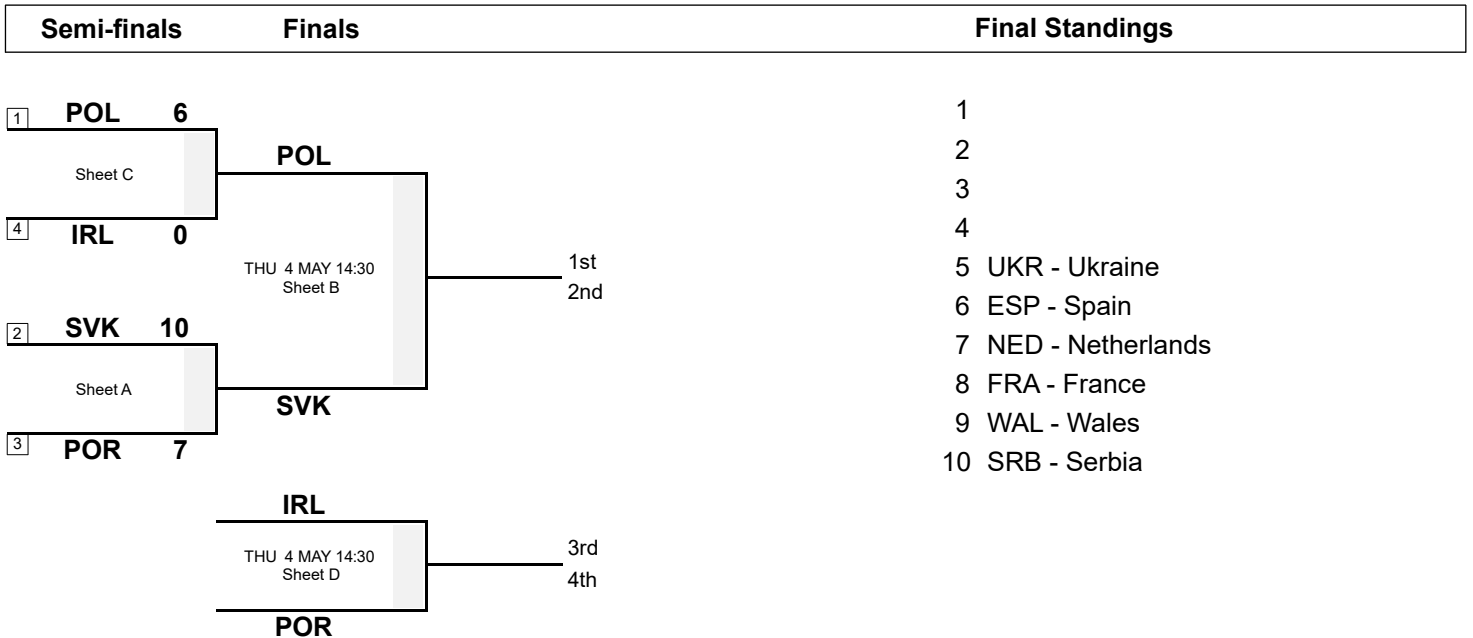 Semi-finals Finals Final Standings
1 POL 6
Sheet C
4 IRL 0
POL
THU 4 MAY 14:30
Sheet B
SVK
1st
2nd
2 SVK 10
Sheet A
3 POR 7
IRL
THU 4 MAY 14:30
Sheet D
POR
3rd
4th
1
2
3
4
5 UKR - Ukraine
6 ESP - Spain
7 NED - Netherlands
8 FRA - France
9 WAL - Wales
10 SRB - Serbia